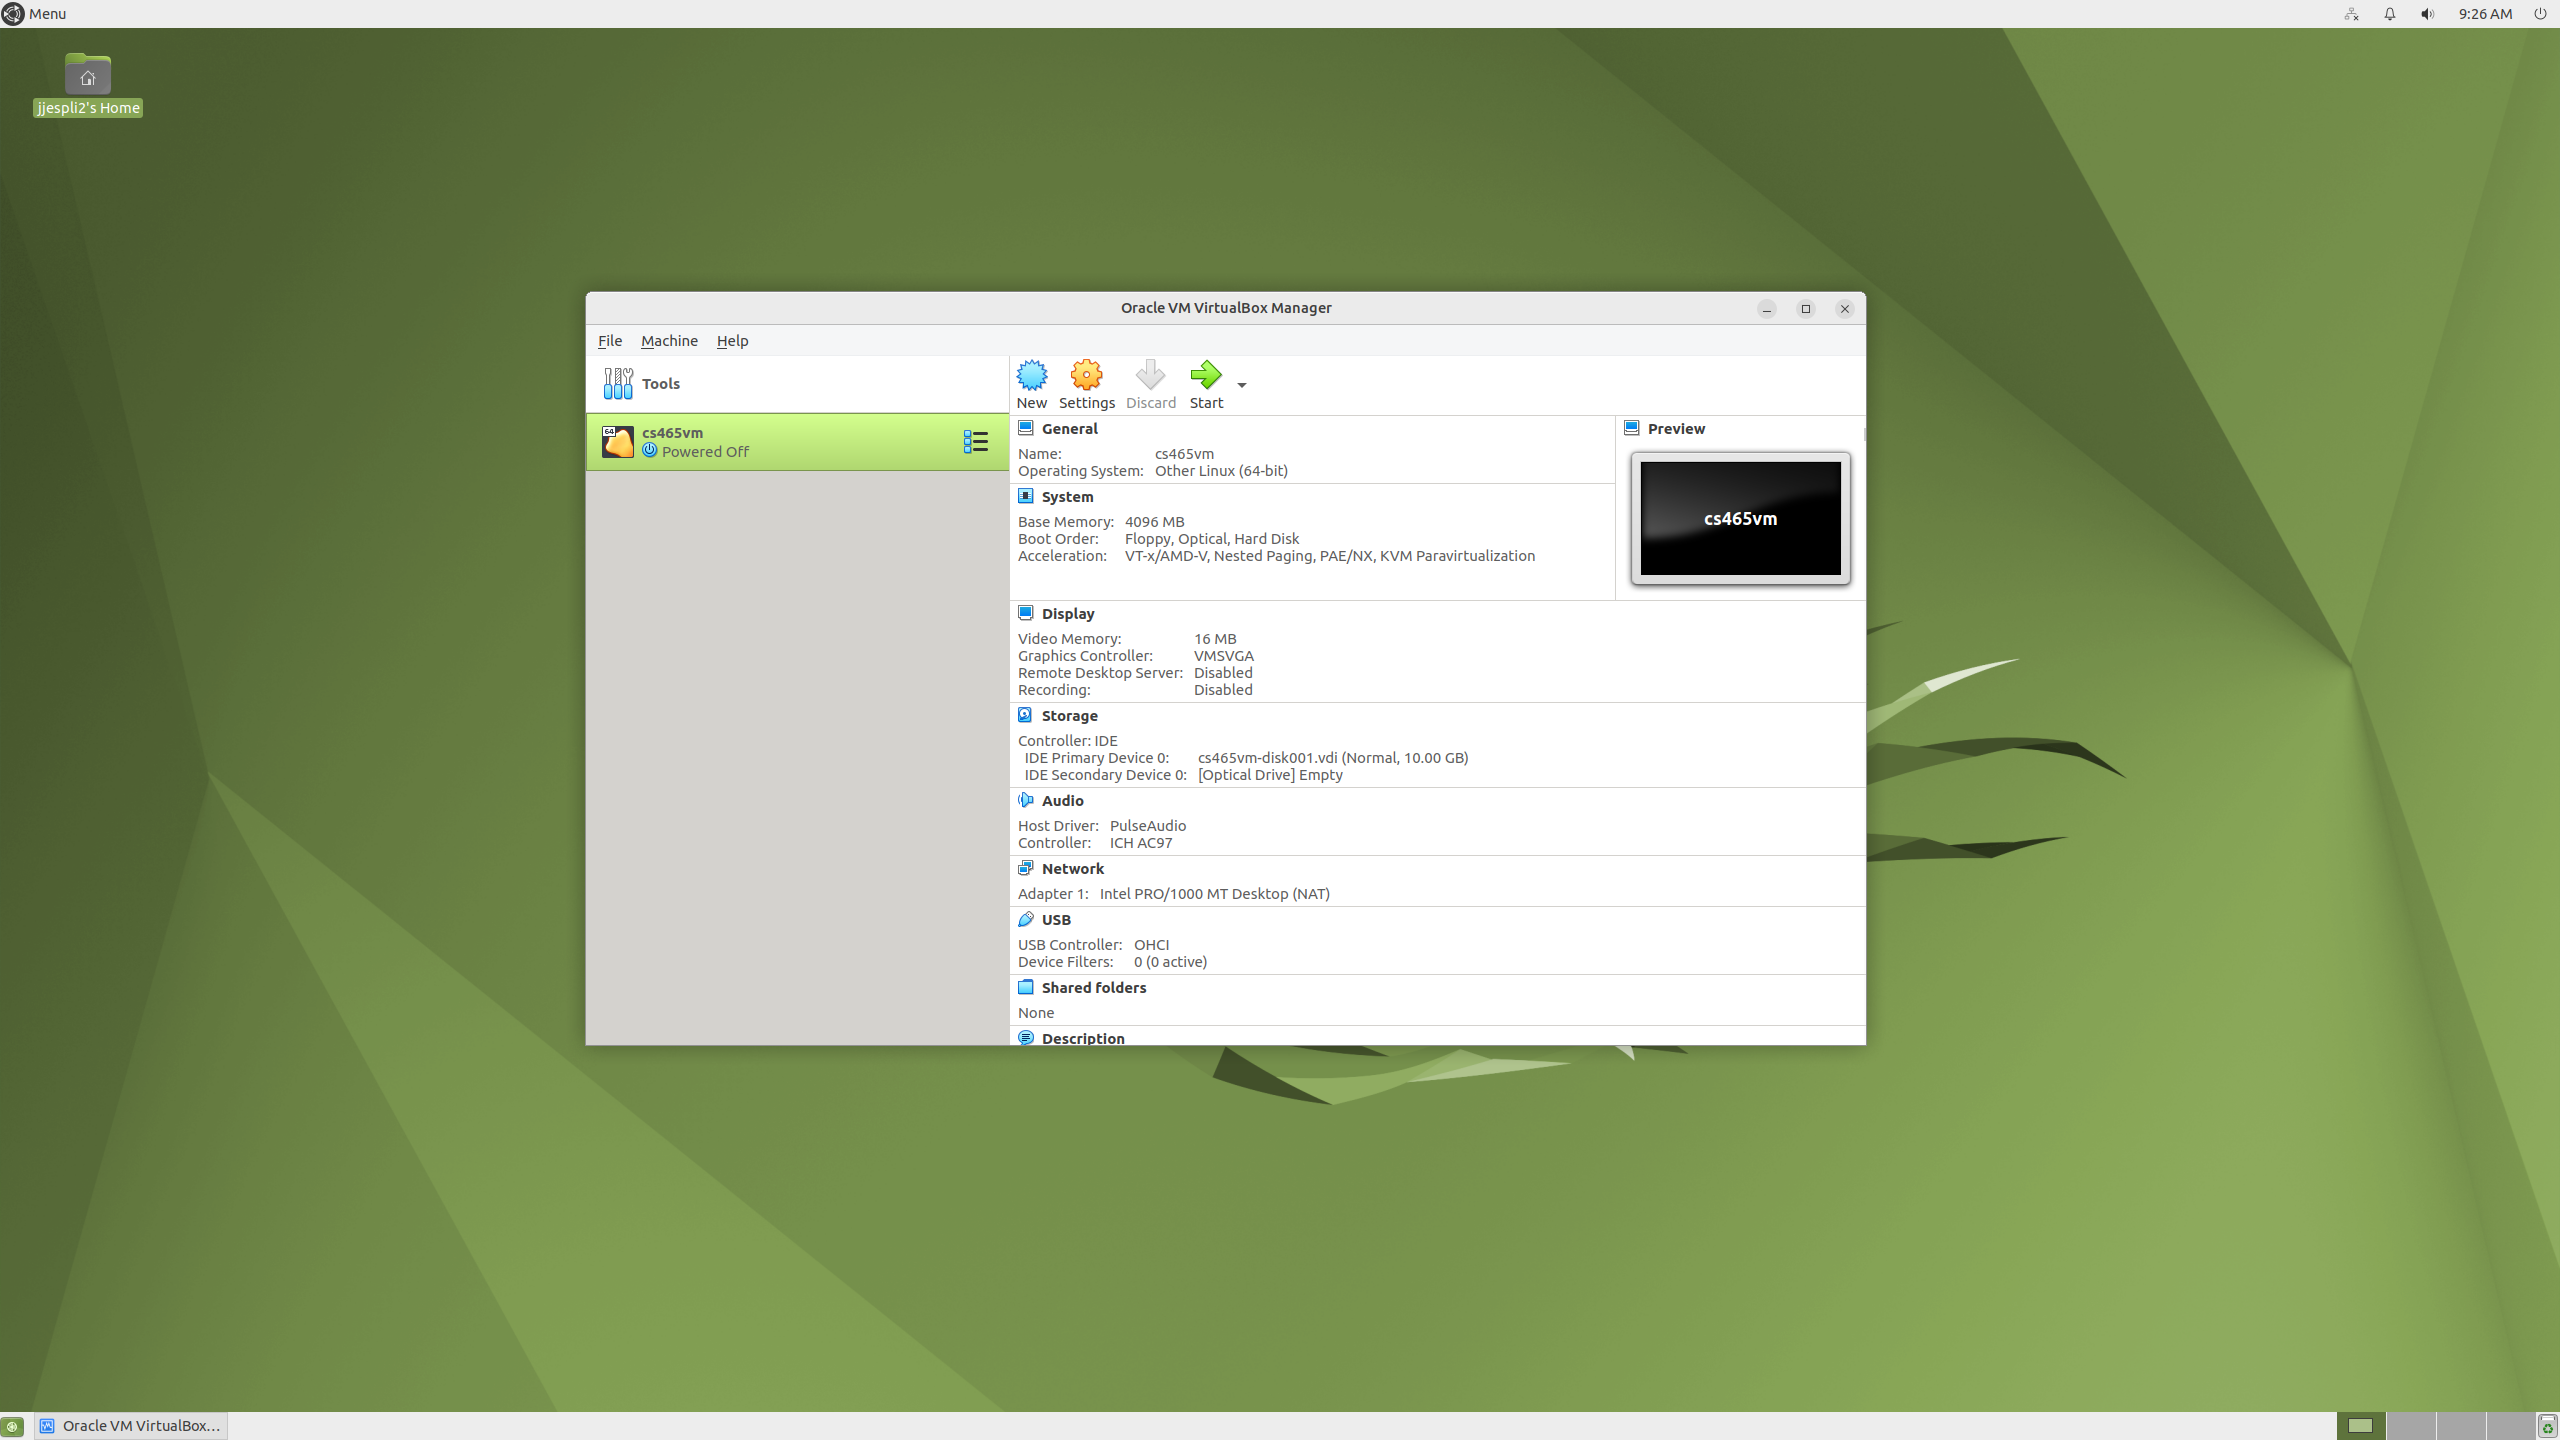 Menu
9:26 AM
jjespli2's Home
Oracle VM VirtualBox Manager
File Machine Help
Tools
New Settings Discard Start
64
cs465vm
Powered Off
General
Name: cs465vm
Operating System: Other Linux (64-bit)
System
Base Memory: 4096 MB
Boot Order: Floppy, Optical, Hard Disk
Acceleration: VT-x/AMD-V, Nested Paging, PAE/NX, KVM Paravirtualization
Preview
cs465vm
Display
Video Memory: 16 MB
Graphics Controller: VMSVGA
Remote Desktop Server: Disabled
Recording: Disabled
Storage
Controller: IDE
IDE Primary Device 0: cs465vm-disk001.vdi (Normal, 10.00 GB)
IDE Secondary Device 0: [Optical Drive] Empty
Audio
Host Driver: PulseAudio
Controller: ICH AC97
Network
Adapter 1: Intel PRO/1000 MT Desktop (NAT)
USB
USB Controller: OHCI
Device Filters: 0 (0 active)
Shared folders
None
Description
Oracle VM VirtualBox...